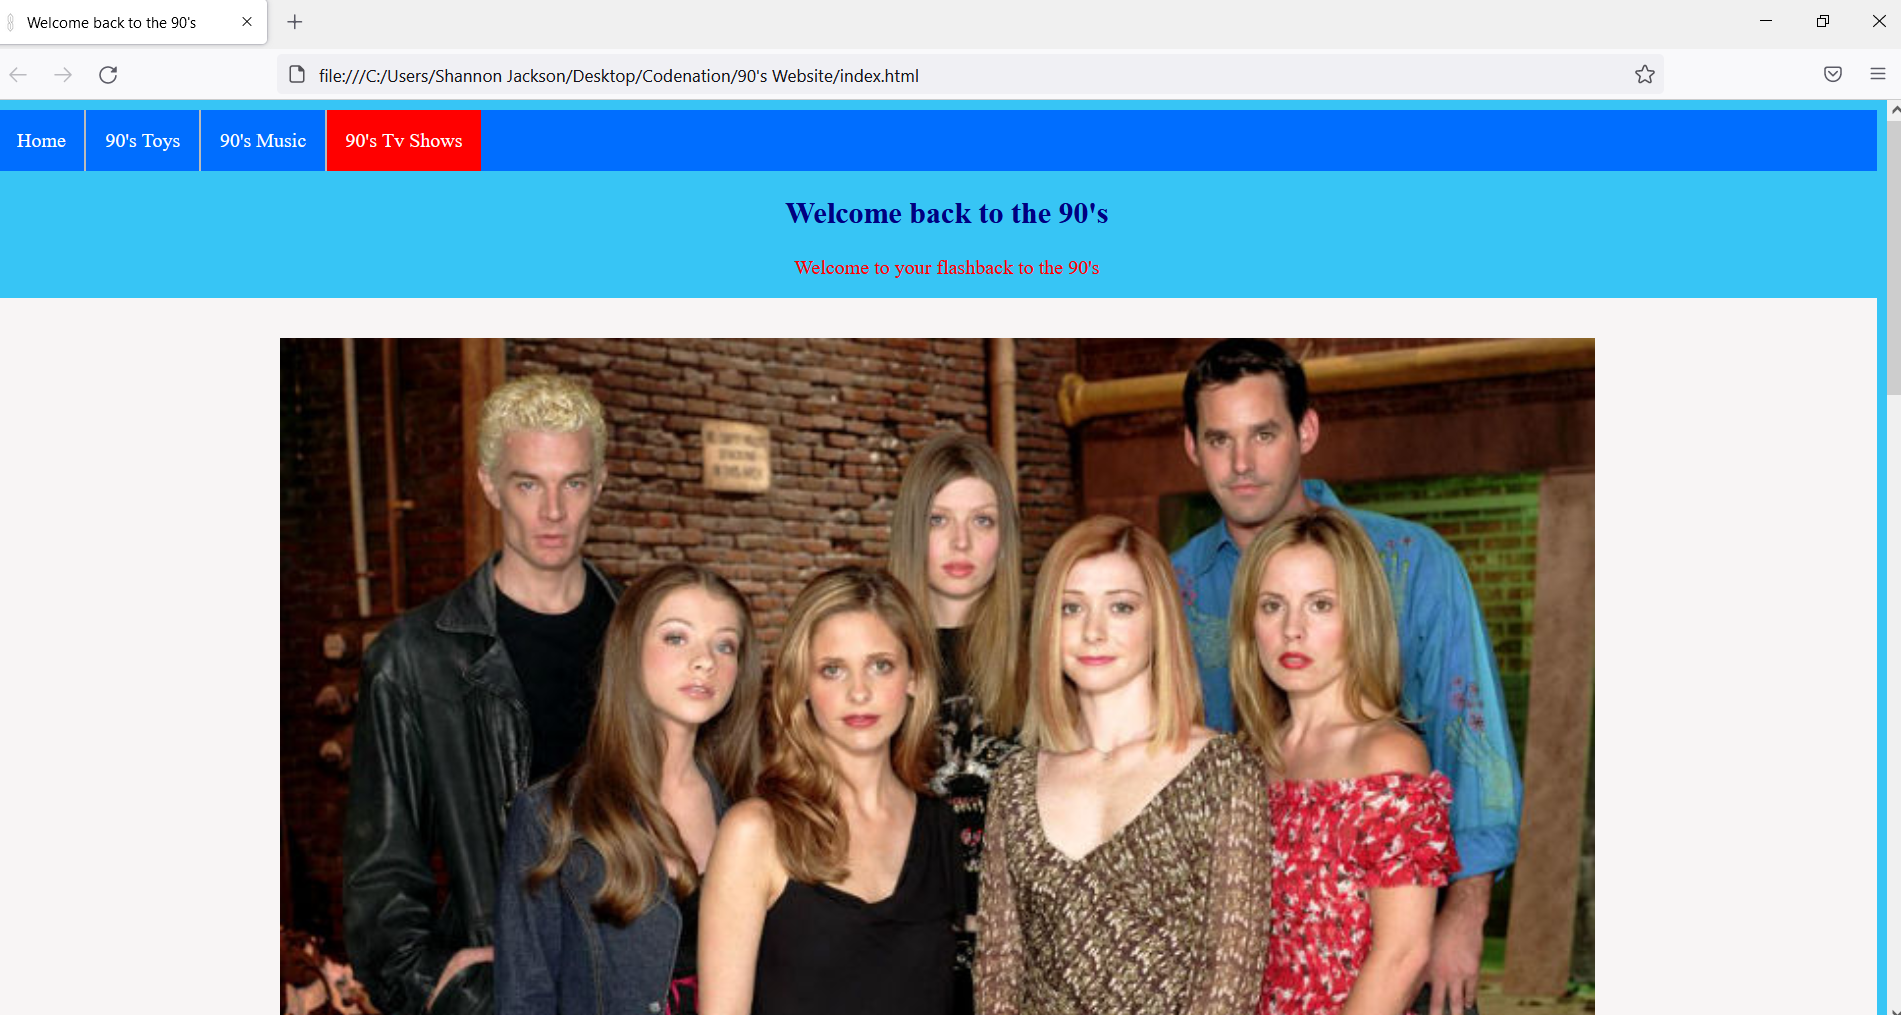 Welcome back to the 90's
file:///C:/Users/Shannon Jackson/Desktop/Codenation/90's Website/index.html
Home 90's Toys 90's Music 90's Tv Shows
Welcome back to the 90's
Welcome to your flashback to the 90's